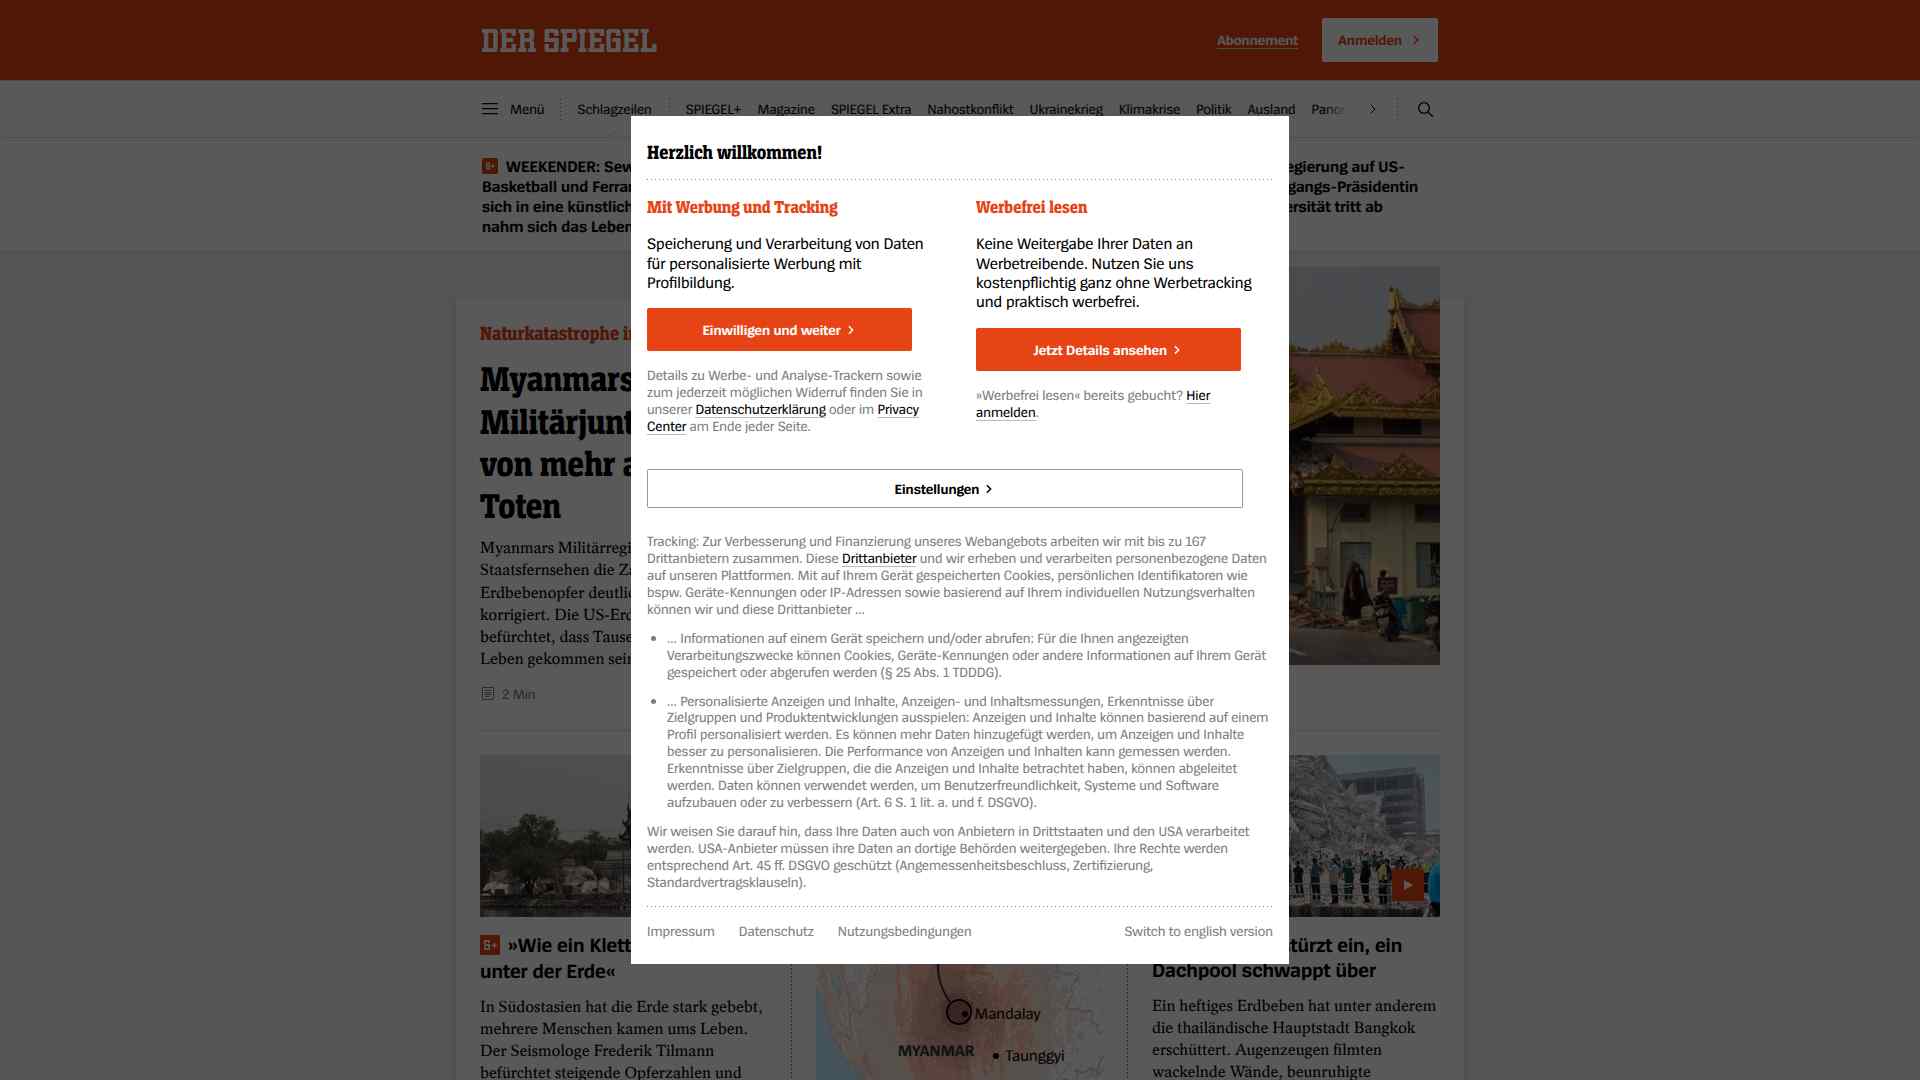 DER SPIEGEL
Abonnement
Anmelden
Menü
Schlagzeilen
SPIEGEL+
Magazine
SPIEGEL Extra
Nahostkonflikt
Ukrainekrieg
Klimakrise
Politik
Ausland
WEEKENDER:
Basketball und
sich in eine
nahm sich das
egierung auf US-
gangs-Präsidentin
ersität tritt ab
Herzlich willkommen!
Mit Werbung und Tracking
Speicherung und Verarbeitung von Daten
für personalisierte Werbung mit
Profilbildung.
Einwilligen und weiter
Details zu Werbe- und Analyse-Trackern sowie
zum jederzeit möglichen Widerruf finden Sie in
unserer Datenschutzerklärung oder im Privacy
Center am Ende jeder Seite.
Werbefrei lesen
Keine Weitergabe Ihrer Daten an
Werbetreibende. Nutzen Sie uns
kostenpflichtig ganz ohne Werbetracking
und praktisch werbefrei.
Jetzt Details ansehen
»Werbefrei lesen« bereits gebucht? Hier
anmelden.
Einstellungen
Tracking: Zur Verbesserung und Finanzierung unseres Webangebots arbeiten wir mit bis zu 167
Drittanbietern zusammen. Diese Drittanbieter und wir erheben und verarbeiten personenbezogene Daten
auf unseren Plattformen. Mit auf Ihrem Gerät gespeicherten Cookies, persönlichen Identifikatoren wie
bspw. Geräte-Kennungen oder IP-Adressen sowie basierend auf Ihrem individuellen Nutzungsverhalten
können wir und diese Drittanbieter ...
• ... Informationen auf einem Gerät speichern und/oder abrufen: Für die Ihnen angezeigten
Verarbeitungszwecke können Cookies, Geräte-Kennungen oder andere Informationen auf Ihrem Gerät
gespeichert oder abgerufen werden (§ 25 Abs. 1 TDDDG).
• ... Personalisierte Anzeigen und Inhalte, Anzeigen- und Inhaltsmessungen, Erkenntnisse über
Zielgruppen und Produktentwicklungen ausspielen: Anzeigen und Inhalte können basierend auf einem
Profil personalisiert werden. Es können mehr Daten hinzugefügt werden, um Anzeigen und Inhalte
besser zu personalisieren. Die Performance von Anzeigen und Inhalten kann gemessen werden.
Erkenntnisse über Zielgruppen, die die Anzeigen und Inhalte betrachtet haben, können abgeleitet
werden. Daten können verwendet werden, um Benutzerfreundlichkeit, Systeme und Software
aufzubauen oder zu verbessern (Art. 6 S. 1 lit. a. und f. DSGVO).
Wir weisen Sie darauf hin, dass Ihre Daten auch von Anbietern in Drittstaaten und den USA verarbeitet
werden. USA-Anbieter müssen ihre Daten an dortige Behörden weitergegeben. Ihre Rechte werden
entsprechend Art. 45 ff. DSGVO geschützt (Angemessenheitsbeschluss, Zertifizierung,
Standardvertragsklauseln).
Impressum
Datenschutz
Nutzungsbedingungen
Switch to english version
Naturkatastrophe
Myanmars
Militärjunt
von mehr
Toten
Myanmars Militärregi
Staatsfernsehen die
Erdbebenopfer
korrigiert. Die
befürchtet, dass
Leben gekommen
2 Min
»Wie ein
unter der Erde«
In Südostasien hat die Erde stark gebebt,
mehrere Menschen kamen ums Leben.
Der Seismologe Frederik Tilmann
befürchtet steigende Opferzahlen und
Mandalay
MYANMAR
Taunggyi
türzt ein, ein
Dachpool schwappt über
Ein heftiges Erdbeben hat unter anderem
die thailändische Hauptstadt Bangkok
erschüttert. Augenzeugen filmten
wackelnde Wände, beunruhigte